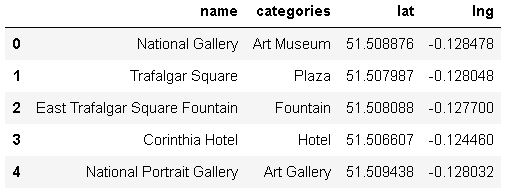 name categories lat lng
0 National Gallery Art Museum 51.508876 -0.128478
1 Trafalgar Square Plaza 51.507987 -0.128048
2 East Trafalgar Square Fountain Fountain 51.508088 -0.127700
3 Corinthia Hotel Hotel 51.506607 -0.124460
4 National Portrait Gallery Art Gallery 51.509438 -0.128032